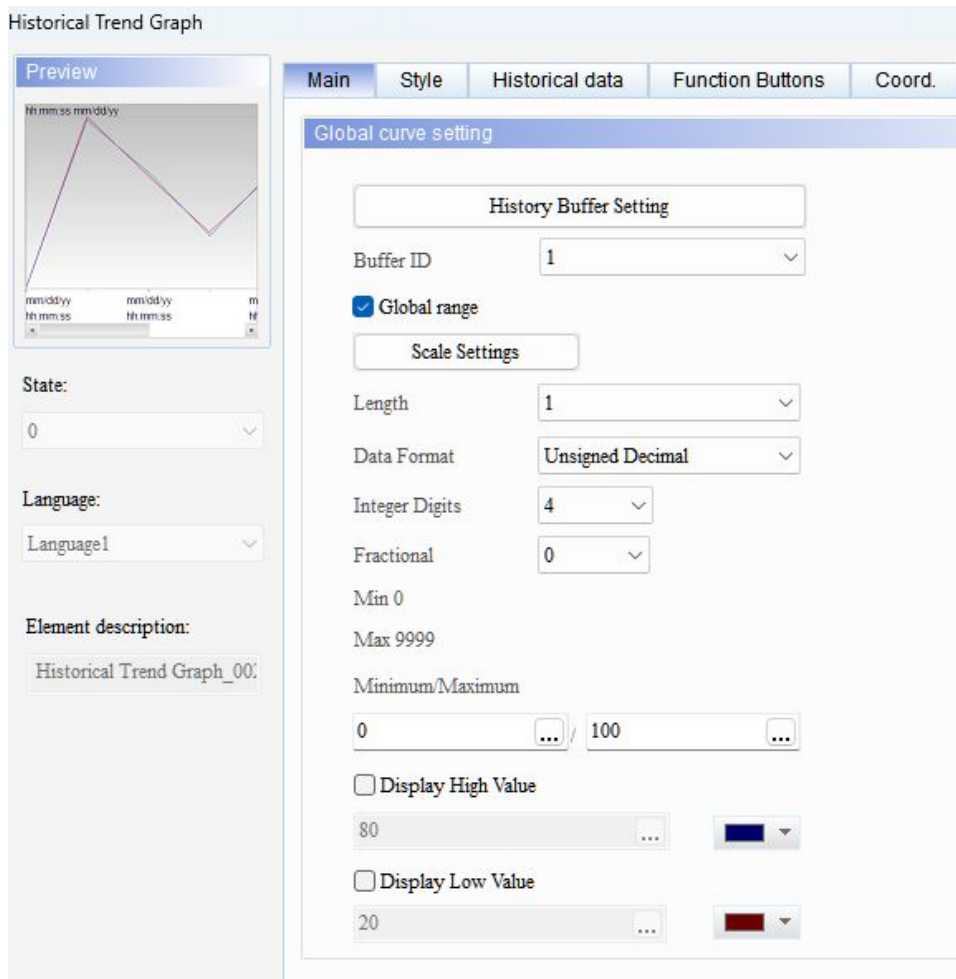 Historical Trend Graph
Preview
hh:mm:ss mm/dd/yy
mm/dd/yy mm/dd/yy m
hh:mm:ss hh:mm:ss hh
State:
0
Language:
Language1
Element description:
Historical Trend Graph_00
Main Style Historical data Function Buttons Coord.
Global curve setting
History Buffer Setting
Buffer ID 1
Global range
Scale Settings
Length 1
Data Format Unsigned Decimal
Integer Digits 4
Fractional 0
Min 0
Max 9999
Minimum/Maximum
0 ... / 100 ...
Display High Value
80 ...
Display Low Value
20 ...